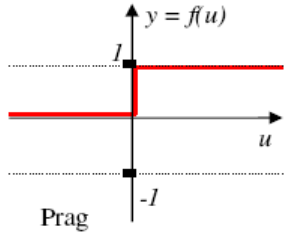 y = f(u)
1
u
-1
Prag